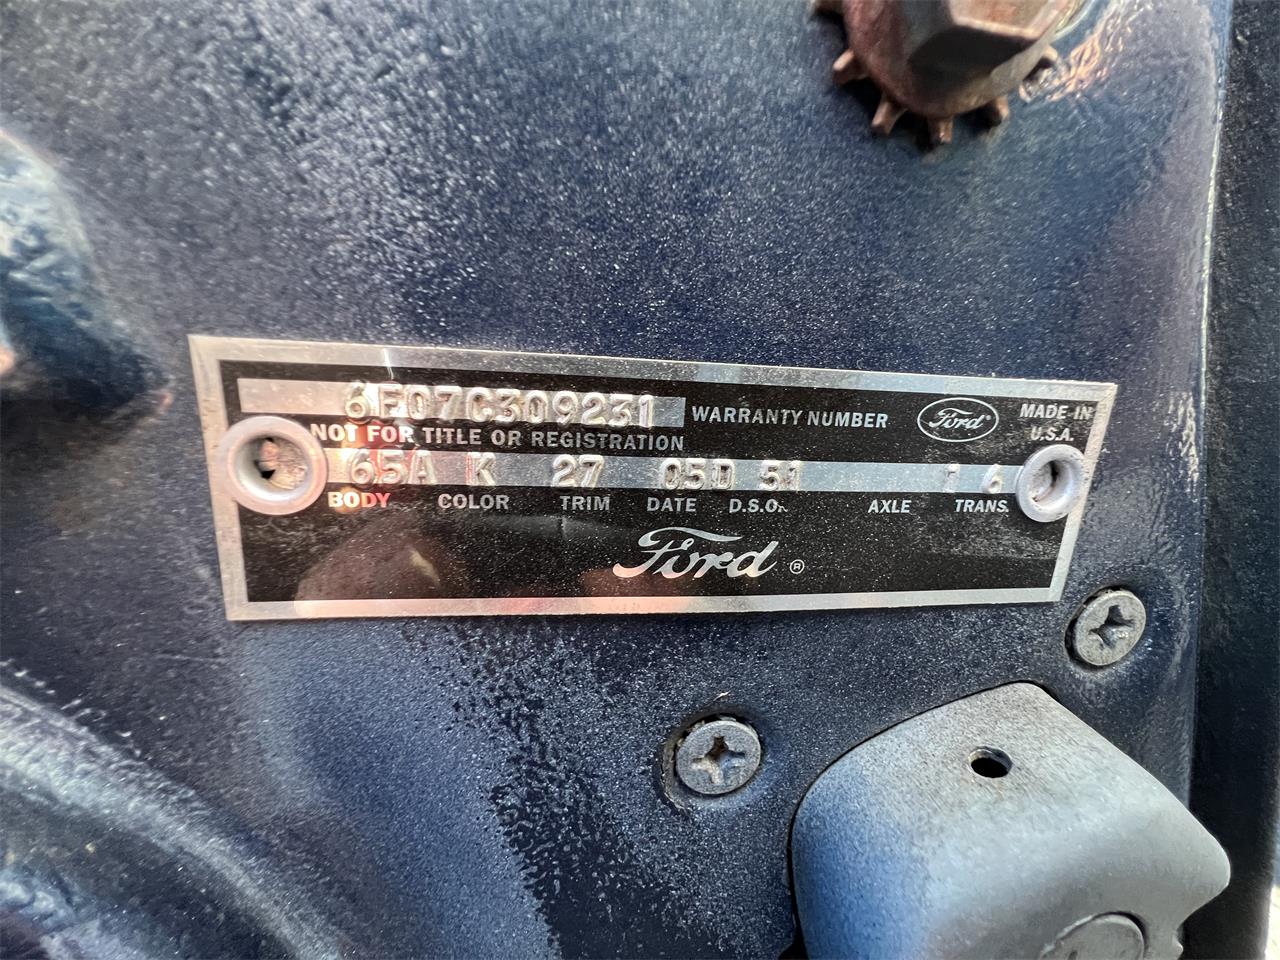 6F07C309231 WARRANTY NUMBER Ford MADE IN U.S.A.
NOT FOR TITLE OR REGISTRATION
65A K 27 05D 51 6
BODY COLOR TRIM DATE D.S.O. AXLE TRANS.
Ford ®